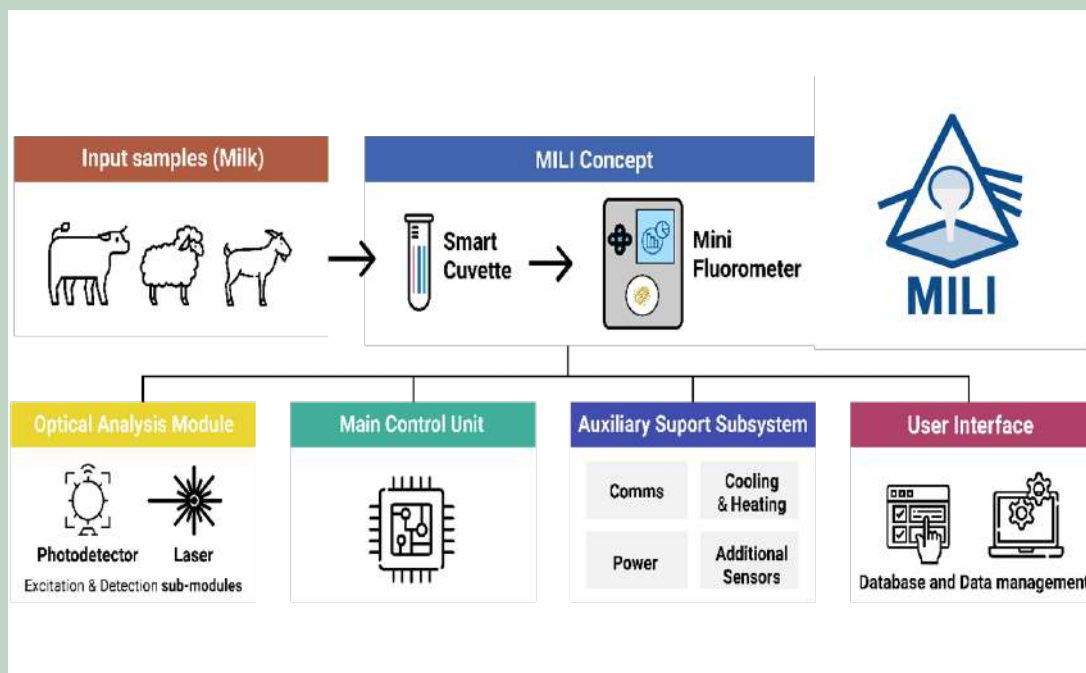 Input samples (Milk)
MILI Concept
Smart
Cuvette
Mini
Fluorometer
MILI
Optical Analysis Module
Photodetector
Laser
Excitation & Detection sub-modules
Main Control Unit
Auxiliary Suport Subsystem
Comms
Cooling
& Heating
Power
Additional
Sensors
User Interface
Database and Data management